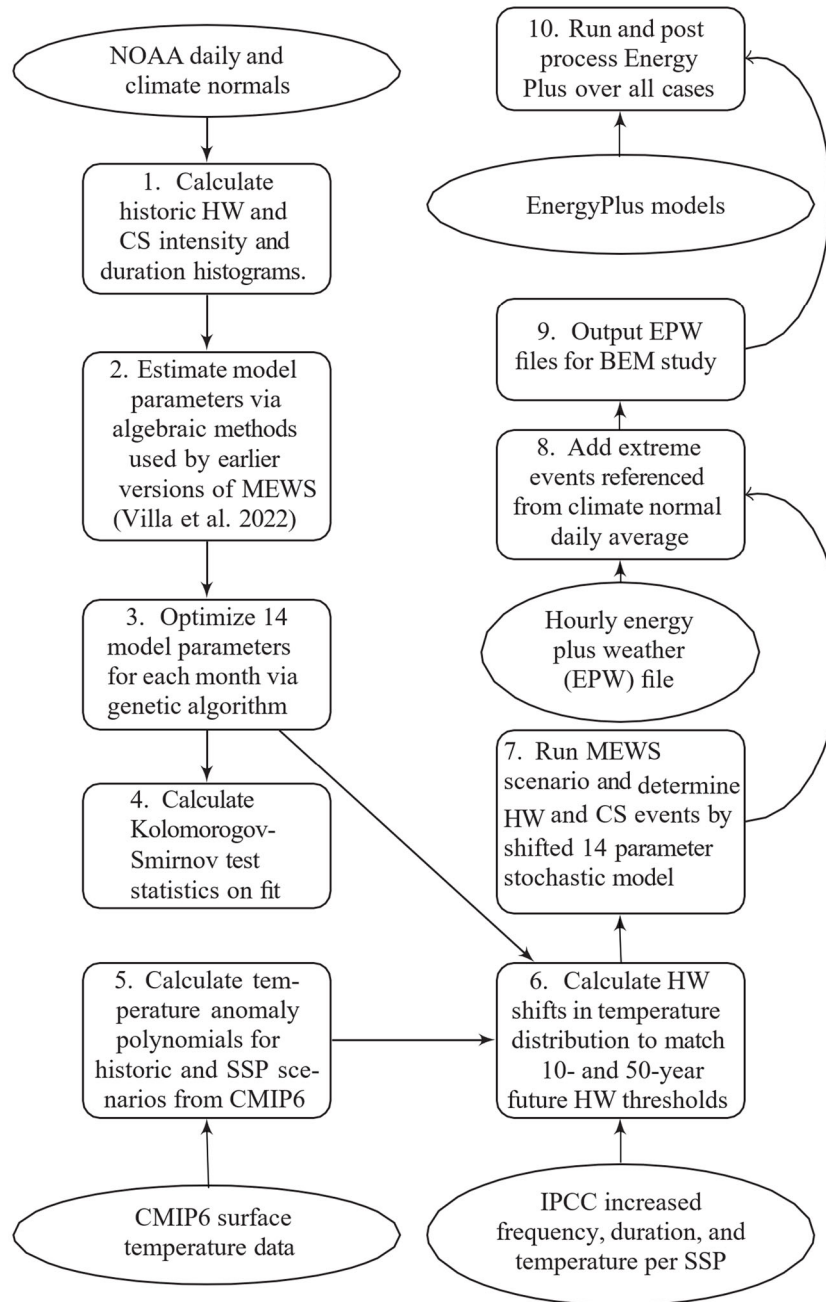 NOAA daily and
climate normals
1. Calculate
historic HW and
CS intensity and
duration histograms.
2. Estimate model
parameters via
algebraic methods
used by earlier
versions of MEWS
(Villa et al. 2022)
3. Optimize 14
model parameters
for each month via
genetic algorithm
4. Calculate
Kolomorogov-
Smirnov test
statistics on fit
5. Calculate tem-
perature anomaly
polynomials for
historic and SSP sce-
narios from CMIP6
CMIP6 surface
temperature data
10. Run and post
process Energy
Plus over all cases
EnergyPlus models
9. Output EPW
files for BEM study
8. Add extreme
events referenced
from climate normal
daily average
Hourly energy
plus weather
(EPW) file
7. Run MEWS
scenario and determine
HW and CS events by
shifted 14 parameter
stochastic model
6. Calculate HW
shifts in temperature
distribution to match
10- and 50-year
future HW thresholds
IPCC increased
frequency, duration, and
temperature per SSP